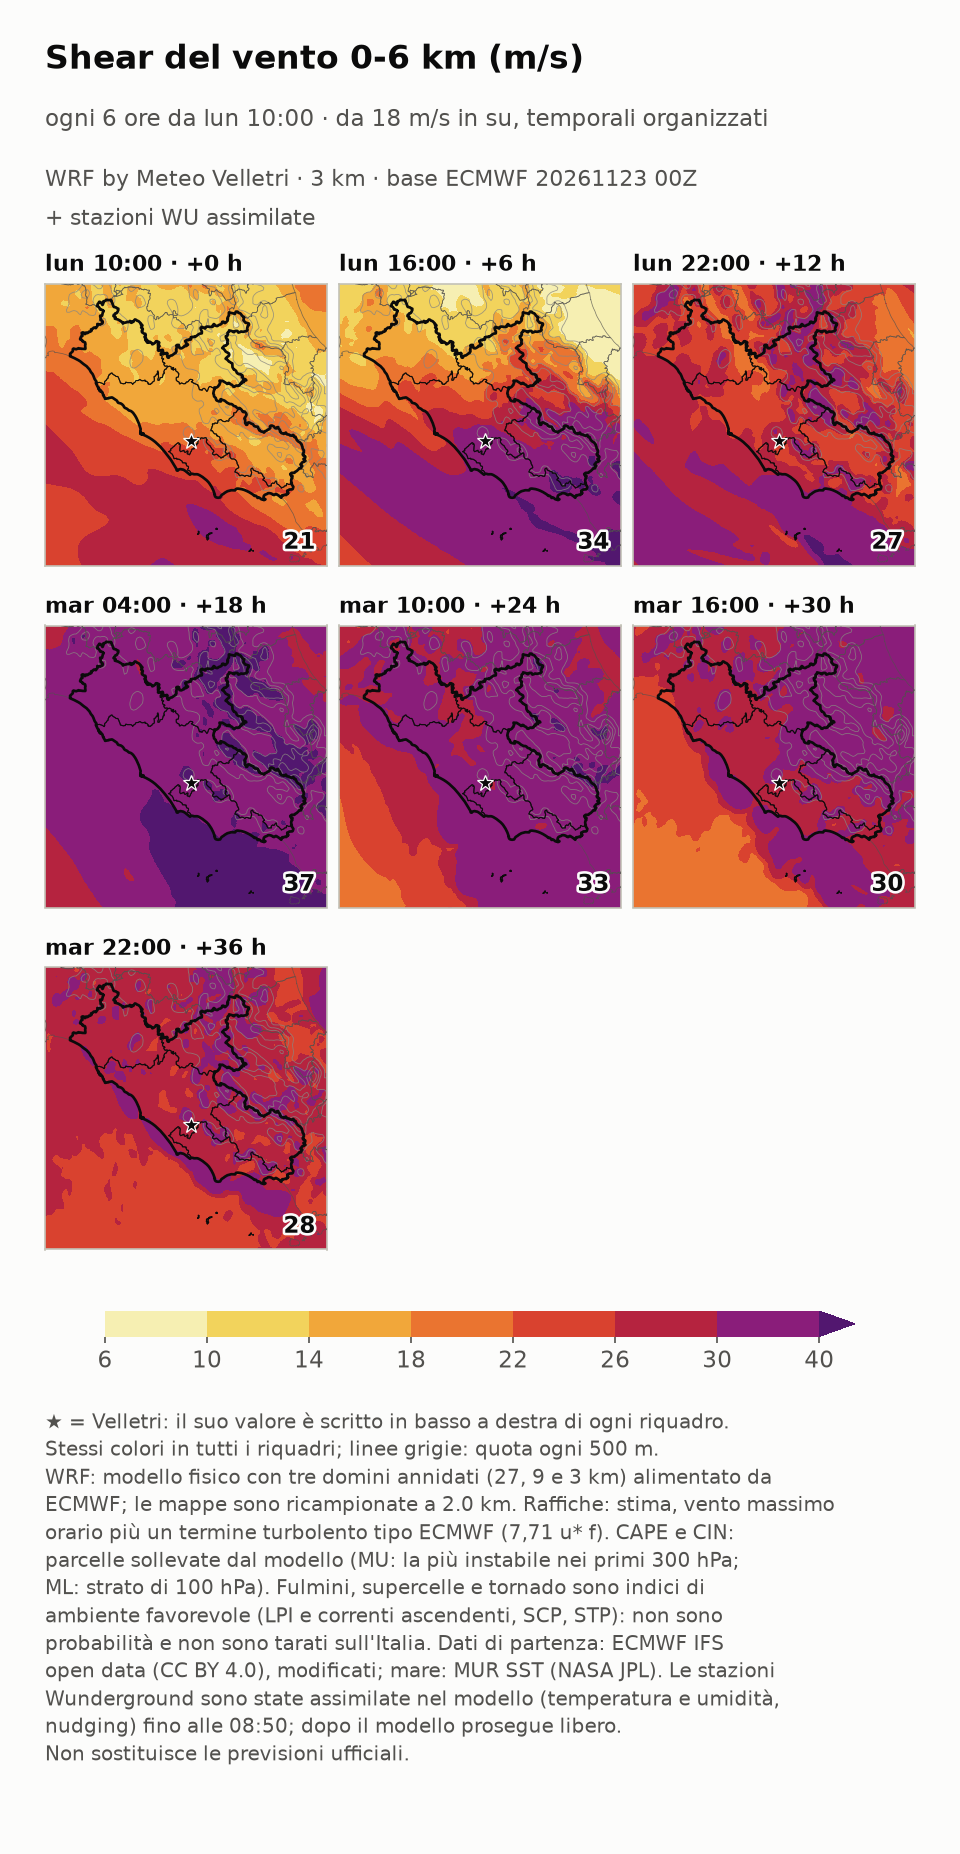 Shear del vento 0-6 km (m/s)
ogni 6 ore da lun 10:00 · da 18 m/s in su, temporali organizzati
WRF by Meteo Velletri · 3 km · base ECMWF 20261123 00Z
+ stazioni WU assimilate
lun 10:00 · +0 h
lun 16:00 · +6 h
lun 22:00 · +12 h
21
34
27
mar 04:00 · +18 h
mar 10:00 · +24 h
mar 16:00 · +30 h
37
33
30
mar 22:00 · +36 h
28
6 10 14 18 22 26 30 40
★ = Velletri: il suo valore è scritto in basso a destra di ogni riquadro.
Stessi colori in tutti i riquadri; linee grigie: quota ogni 500 m.
WRF: modello fisico con tre domini annidati (27, 9 e 3 km) alimentato da
ECMWF; le mappe sono ricampionate a 2.0 km. Raffiche: stima, vento massimo
orario più un termine turbolento tipo ECMWF (7,71 u* f). CAPE e CIN:
parcelle sollevate dal modello (MU: la più instabile nei primi 300 hPa;
ML: strato di 100 hPa). Fulmini, supercelle e tornado sono indici di
ambiente favorevole (LPI e correnti ascendenti, SCP, STP): non sono
probabilità e non sono tarati sull'Italia. Dati di partenza: ECMWF IFS
open data (CC BY 4.0), modificati; mare: MUR SST (NASA JPL). Le stazioni
Wunderground sono state assimilate nel modello (temperatura e umidità,
nudging) fino alle 08:50; dopo il modello prosegue libero.
Non sostituisce le previsioni ufficiali.